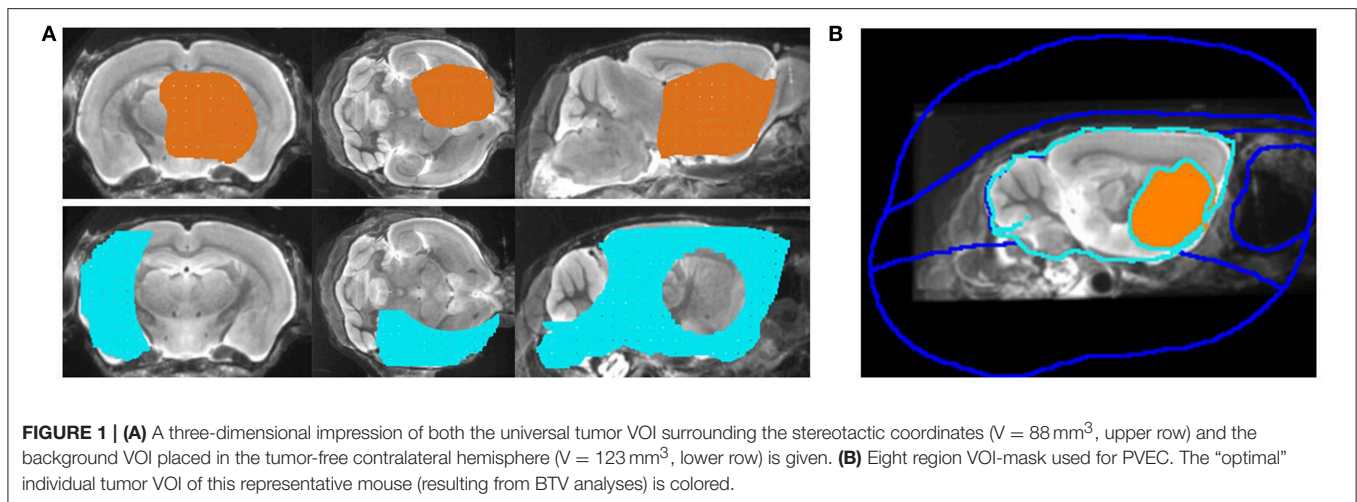 A
B
FIGURE 1 | (A) A three-dimensional impression of both the universal tumor VOI surrounding the stereotactic coordinates (V = 88 mm³, upper row) and the
background VOI placed in the tumor-free contralateral hemisphere (V = 123 mm³, lower row) is given. (B) Eight region VOI-mask used for PVEC. The “optimal”
individual tumor VOI of this representative mouse (resulting from BTV analyses) is colored.